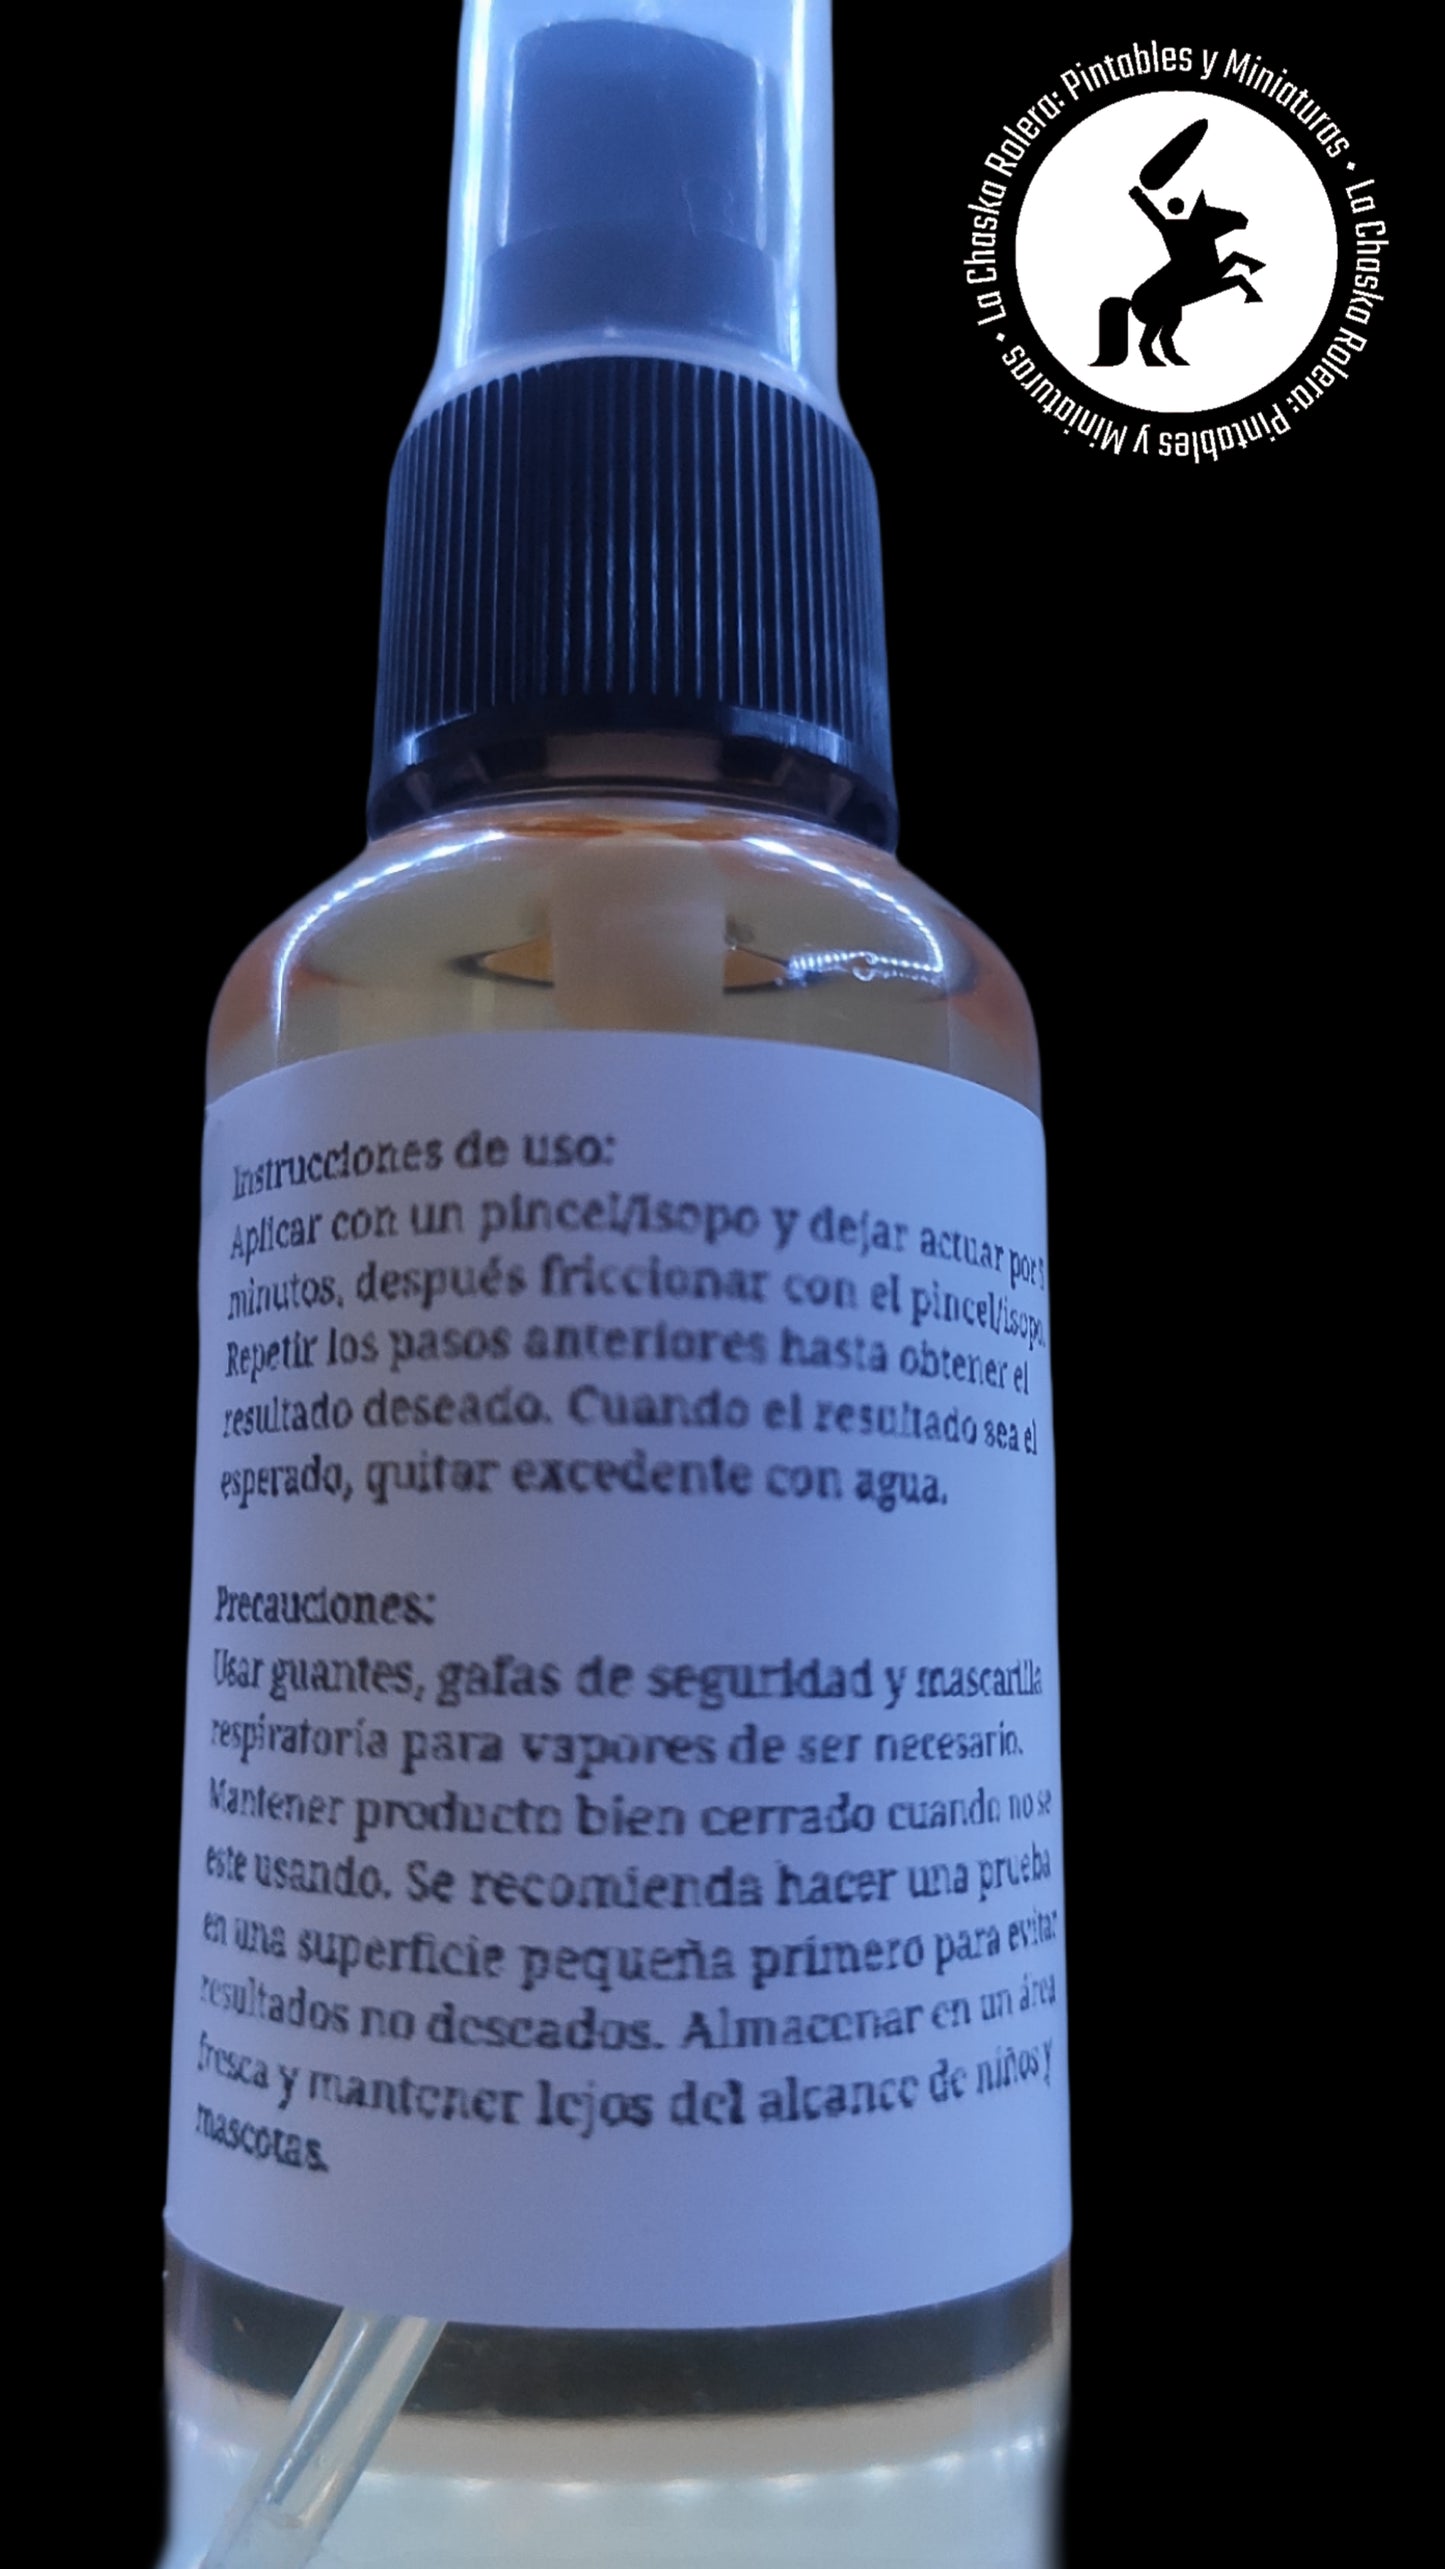 La Chaska Rolera: Pintables y Miniaturas • La Chaska Rolera: Pintables y Miniaturas •
Instrucciones de uso:
Aplicar con un pincel/isopo y dejar actuar por 5
minutos, después friccionar con el pincel/isopo.
Repetir los pasos anteriores hasta obtener el
resultado deseado. Cuando el resultado sea el
esperado, quitar excedente con agua.
Precauciones:
Usar guantes, gafas de seguridad y mascarilla
respiratoría para vapores de ser necesario.
Mantener producto bien cerrado cuando no se
este usando. Se recomienda hacer una prueba
en una superficie pequeña primero para evitar
resultados no deseados. Almacenar en un área
fresca y mantener lejos del alcance de niños y
mascotas.